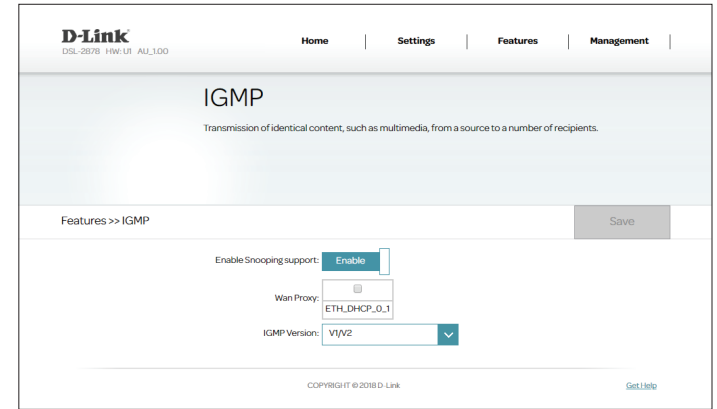 D-Link
DSL-2878 HW: U1 AU_1.00
Home Settings Features Management
IGMP
Transmission of identical content, such as multimedia, from a source to a number of recipients.
Features >> IGMP
Save
Enable Snooping support: Enable
Wan Proxy:
ETH_DHCP_0_1
IGMP Version: V1/V2
COPYRIGHT © 2018 D-Link
Get Help